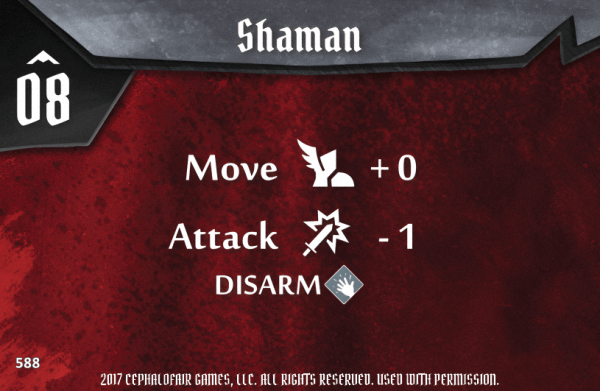 Shaman
08
Move + 0
Attack - 1
DISARM
588
2017 CEPHALOFAIR GAMES, LLC. ALL RIGHTS RESERVED. USED WITH PERMISSION.